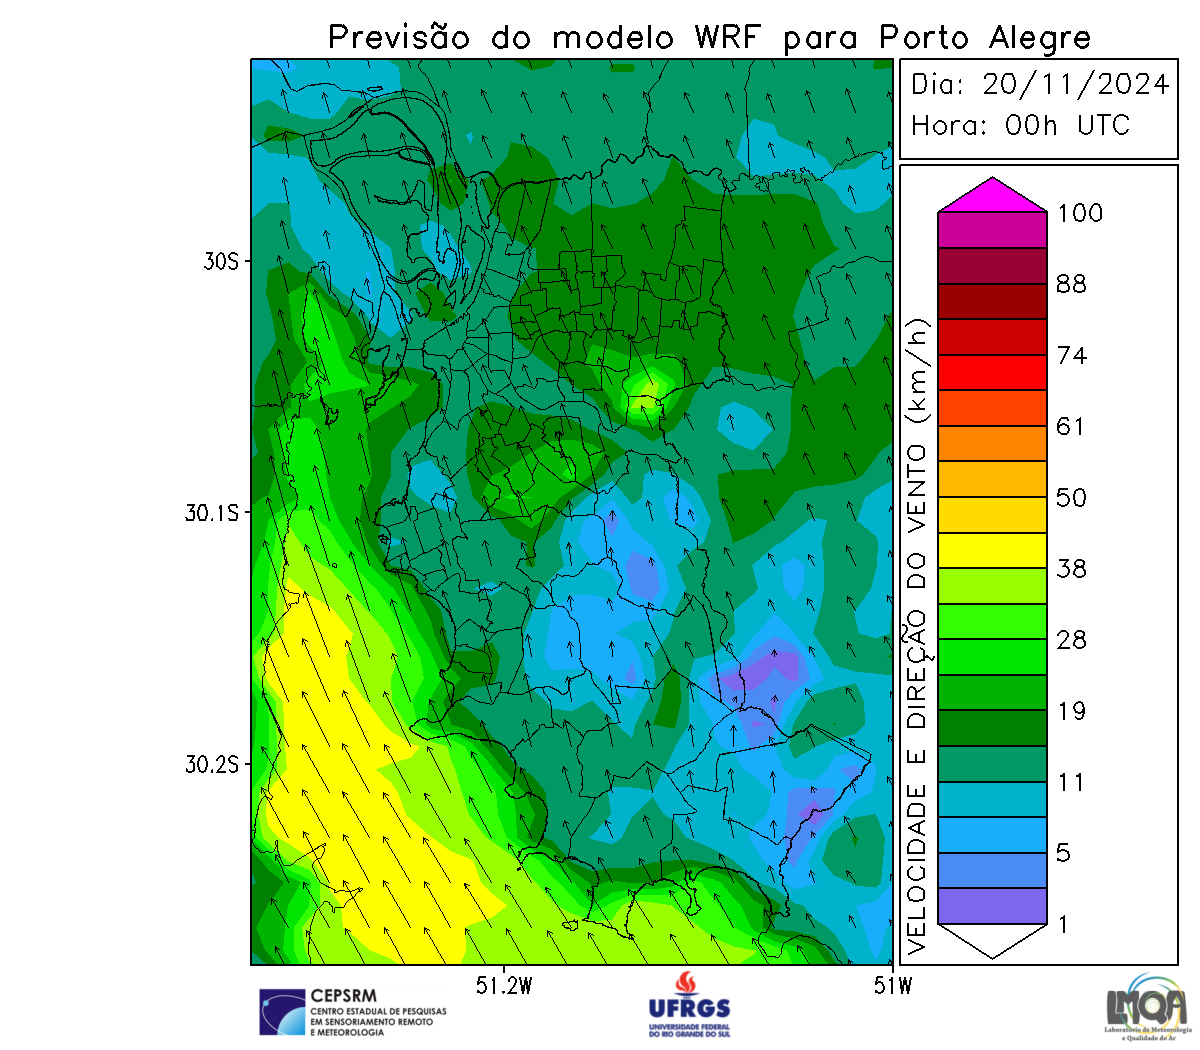 Previsão do modelo WRF para Porto Alegre
Dia: 20/11/2024
Hora: 00h UTC
30S
30.1S
30.2S
51.2W
51W
VELOCIDADE E DIREÇÃO DO VENTO (km/h)
100
88
74
61
50
38
28
19
11
5
1
CEPSRM
CENTRO ESTADUAL DE PESQUISAS
EM SENSORIAMENTO REMOTO
E METEOROLOGIA
UFRGS
UNIVERSIDADE FEDERAL
DO RIO GRANDE DO SUL
LMQA
Laboratório de Meteorologia
e Qualidade do Ar